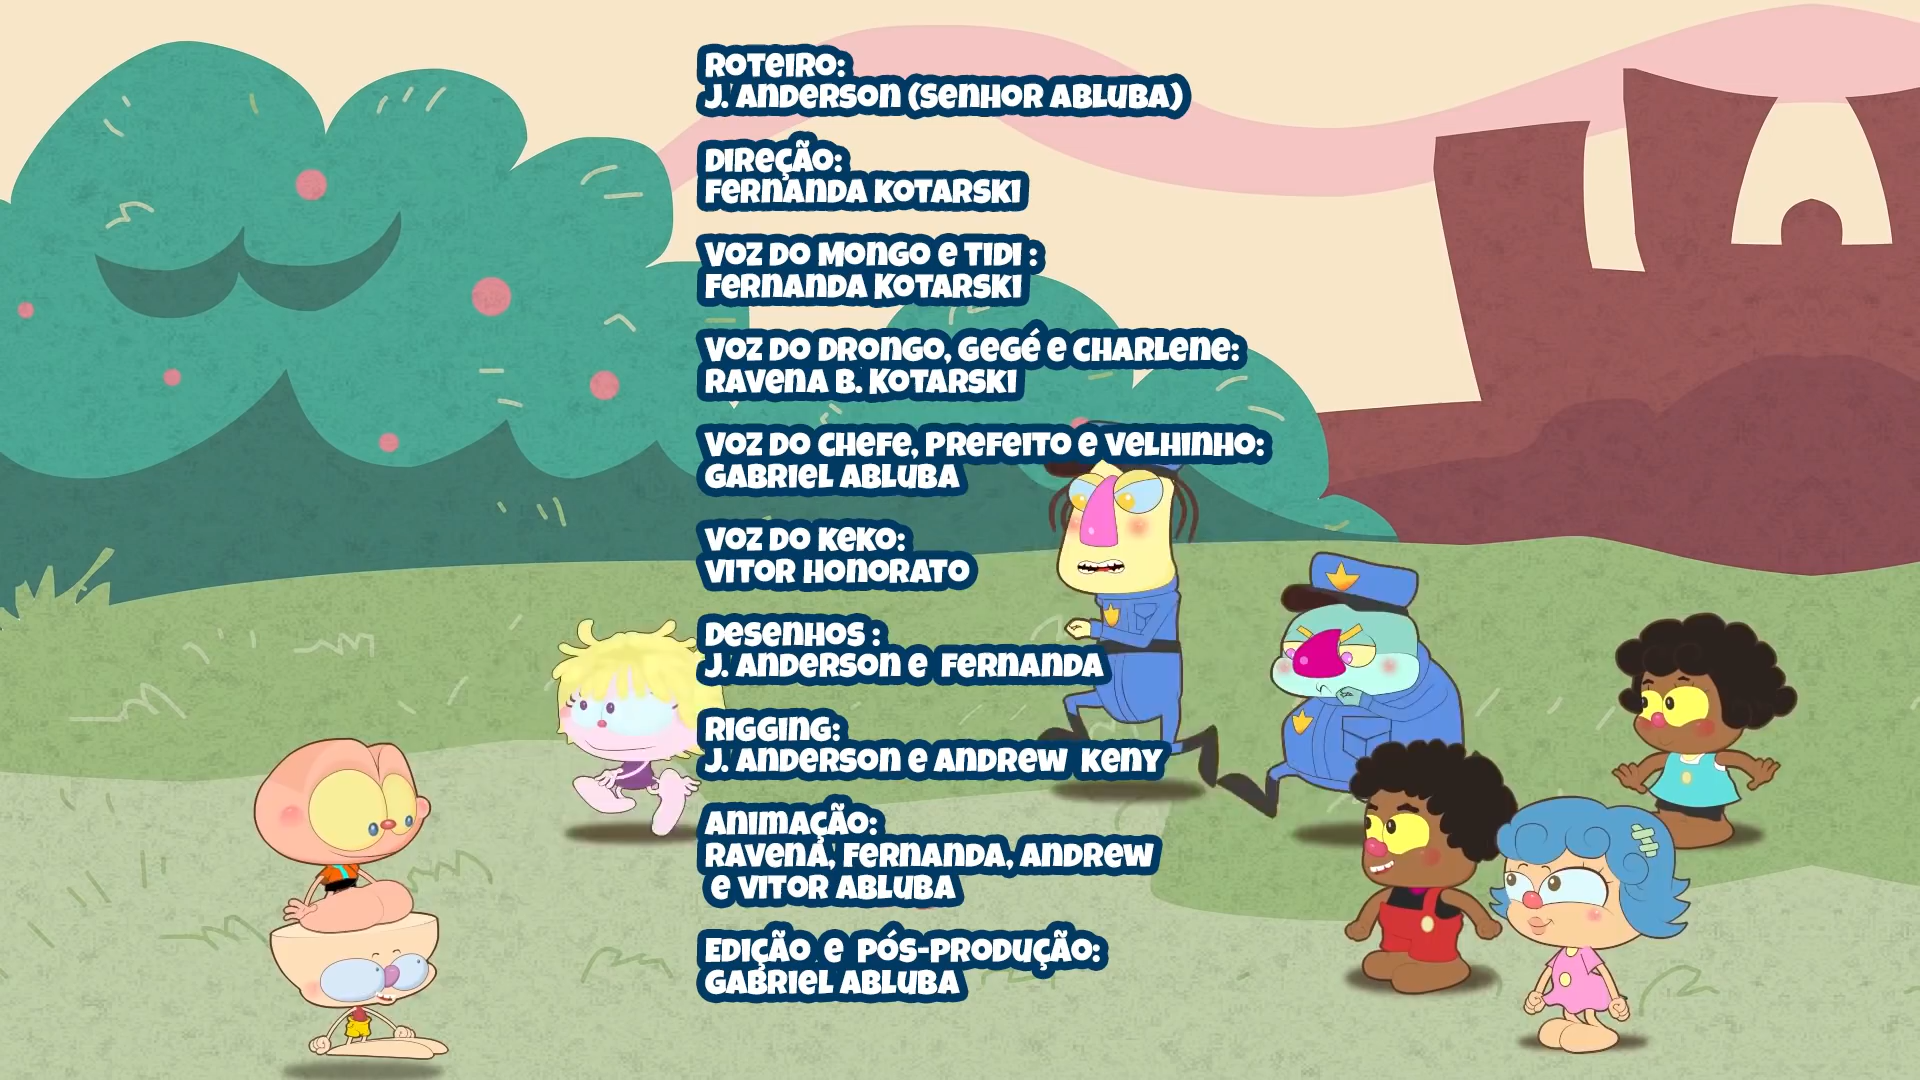 Roteiro:
J. Anderson (Senhor Abluba)
Direção:
Fernanda Kotarski
Voz do Mongo e Tidi :
Fernanda Kotarski
Voz do Drongo, Gegé e Charlene:
Ravena B. Kotarski
Voz do Chefe, Prefeito e Velhinho:
Gabriel Abluba
Voz do Keko:
Vitor Honorato
Desenhos :
J. Anderson e Fernanda
Rigging:
J. Anderson e Andrew Keny
Animação:
Ravena, Fernanda, Andrew
e Vitor Abluba
Edição e Pós-Produção:
Gabriel Abluba